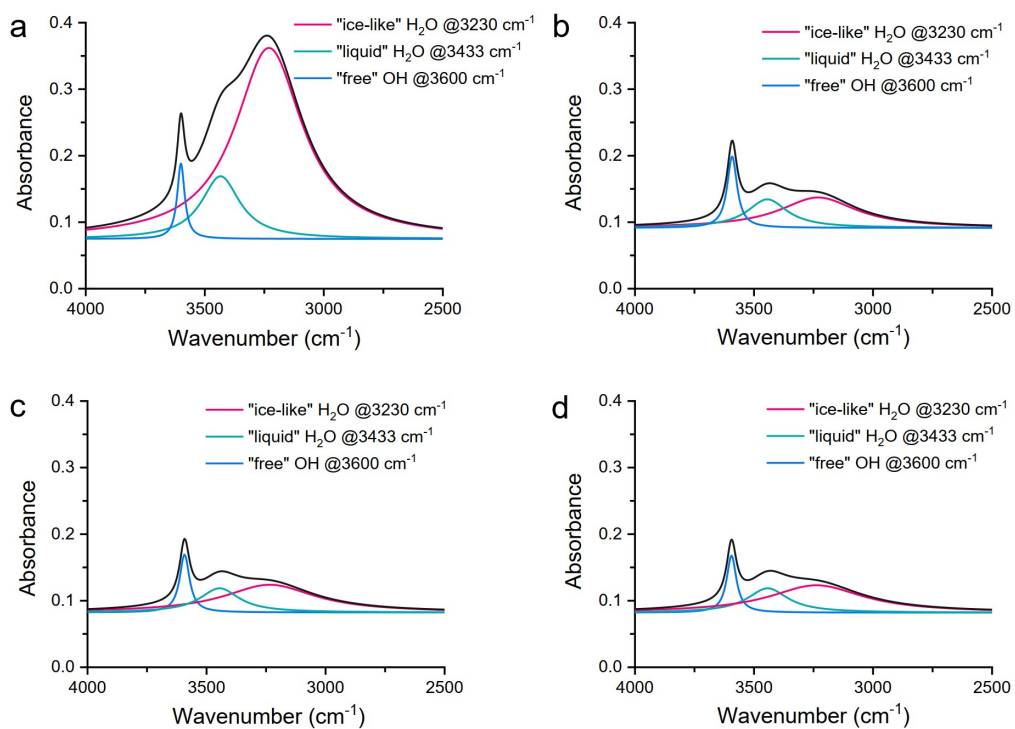 a
"ice-like" H₂O @3230 cm⁻¹
"liquid" H₂O @3433 cm⁻¹
"free" OH @3600 cm⁻¹
0.4
0.3
0.2
0.1
0.0
Absorbance
4000 3500 3000 2500
Wavenumber (cm⁻¹)
b
"ice-like" H₂O @3230 cm⁻¹
"liquid" H₂O @3433 cm⁻¹
"free" OH @3600 cm⁻¹
0.4
0.3
0.2
0.1
0.0
Absorbance
4000 3500 3000 2500
Wavenumber (cm⁻¹)
c
"ice-like" H₂O @3230 cm⁻¹
"liquid" H₂O @3433 cm⁻¹
"free" OH @3600 cm⁻¹
0.4
0.3
0.2
0.1
0.0
Absorbance
4000 3500 3000 2500
Wavenumber (cm⁻¹)
d
"ice-like" H₂O @3230 cm⁻¹
"liquid" H₂O @3433 cm⁻¹
"free" OH @3600 cm⁻¹
0.4
0.3
0.2
0.1
0.0
Absorbance
4000 3500 3000 2500
Wavenumber (cm⁻¹)